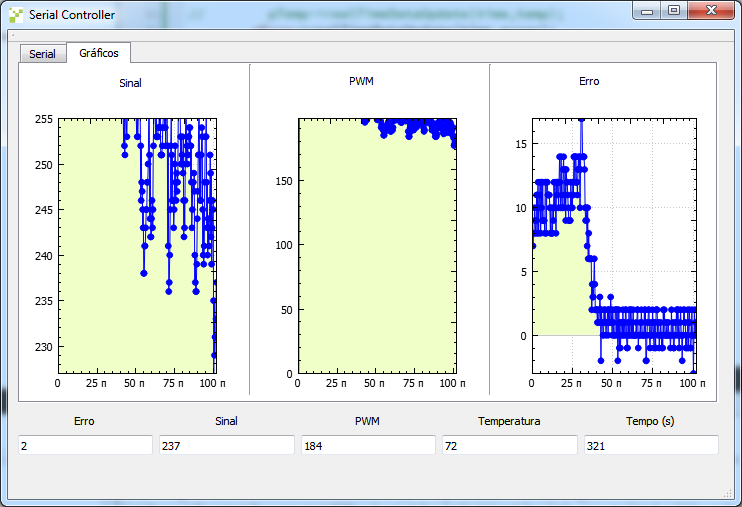 Serial Controller
Serial
Gráficos
Sinal
255
250
245
240
235
230
0 25 п 50 п 75 п 100 п
PWM
150
100
50
0
0 25 п 50 п 75 п 100 п
Erro
15
10
5
0
0 25 п 50 п 75 п 100 п
Erro Sinal PWM Temperatura Tempo (s)
2 237 184 72 321